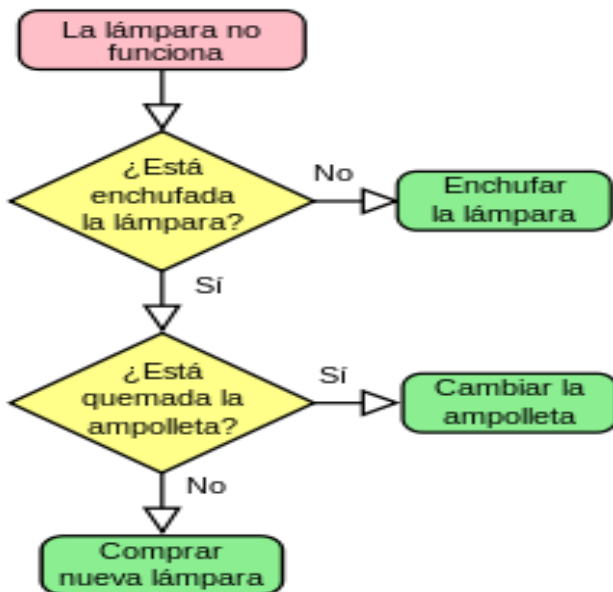 La lámpara no
funciona
¿Está
enchufada
la lámpara?
No
Enchufar
la lámpara
Sí
¿Está
quemada la
ampolleta?
Sí
Cambiar la
ampolleta
No
Comprar
nueva lámpara